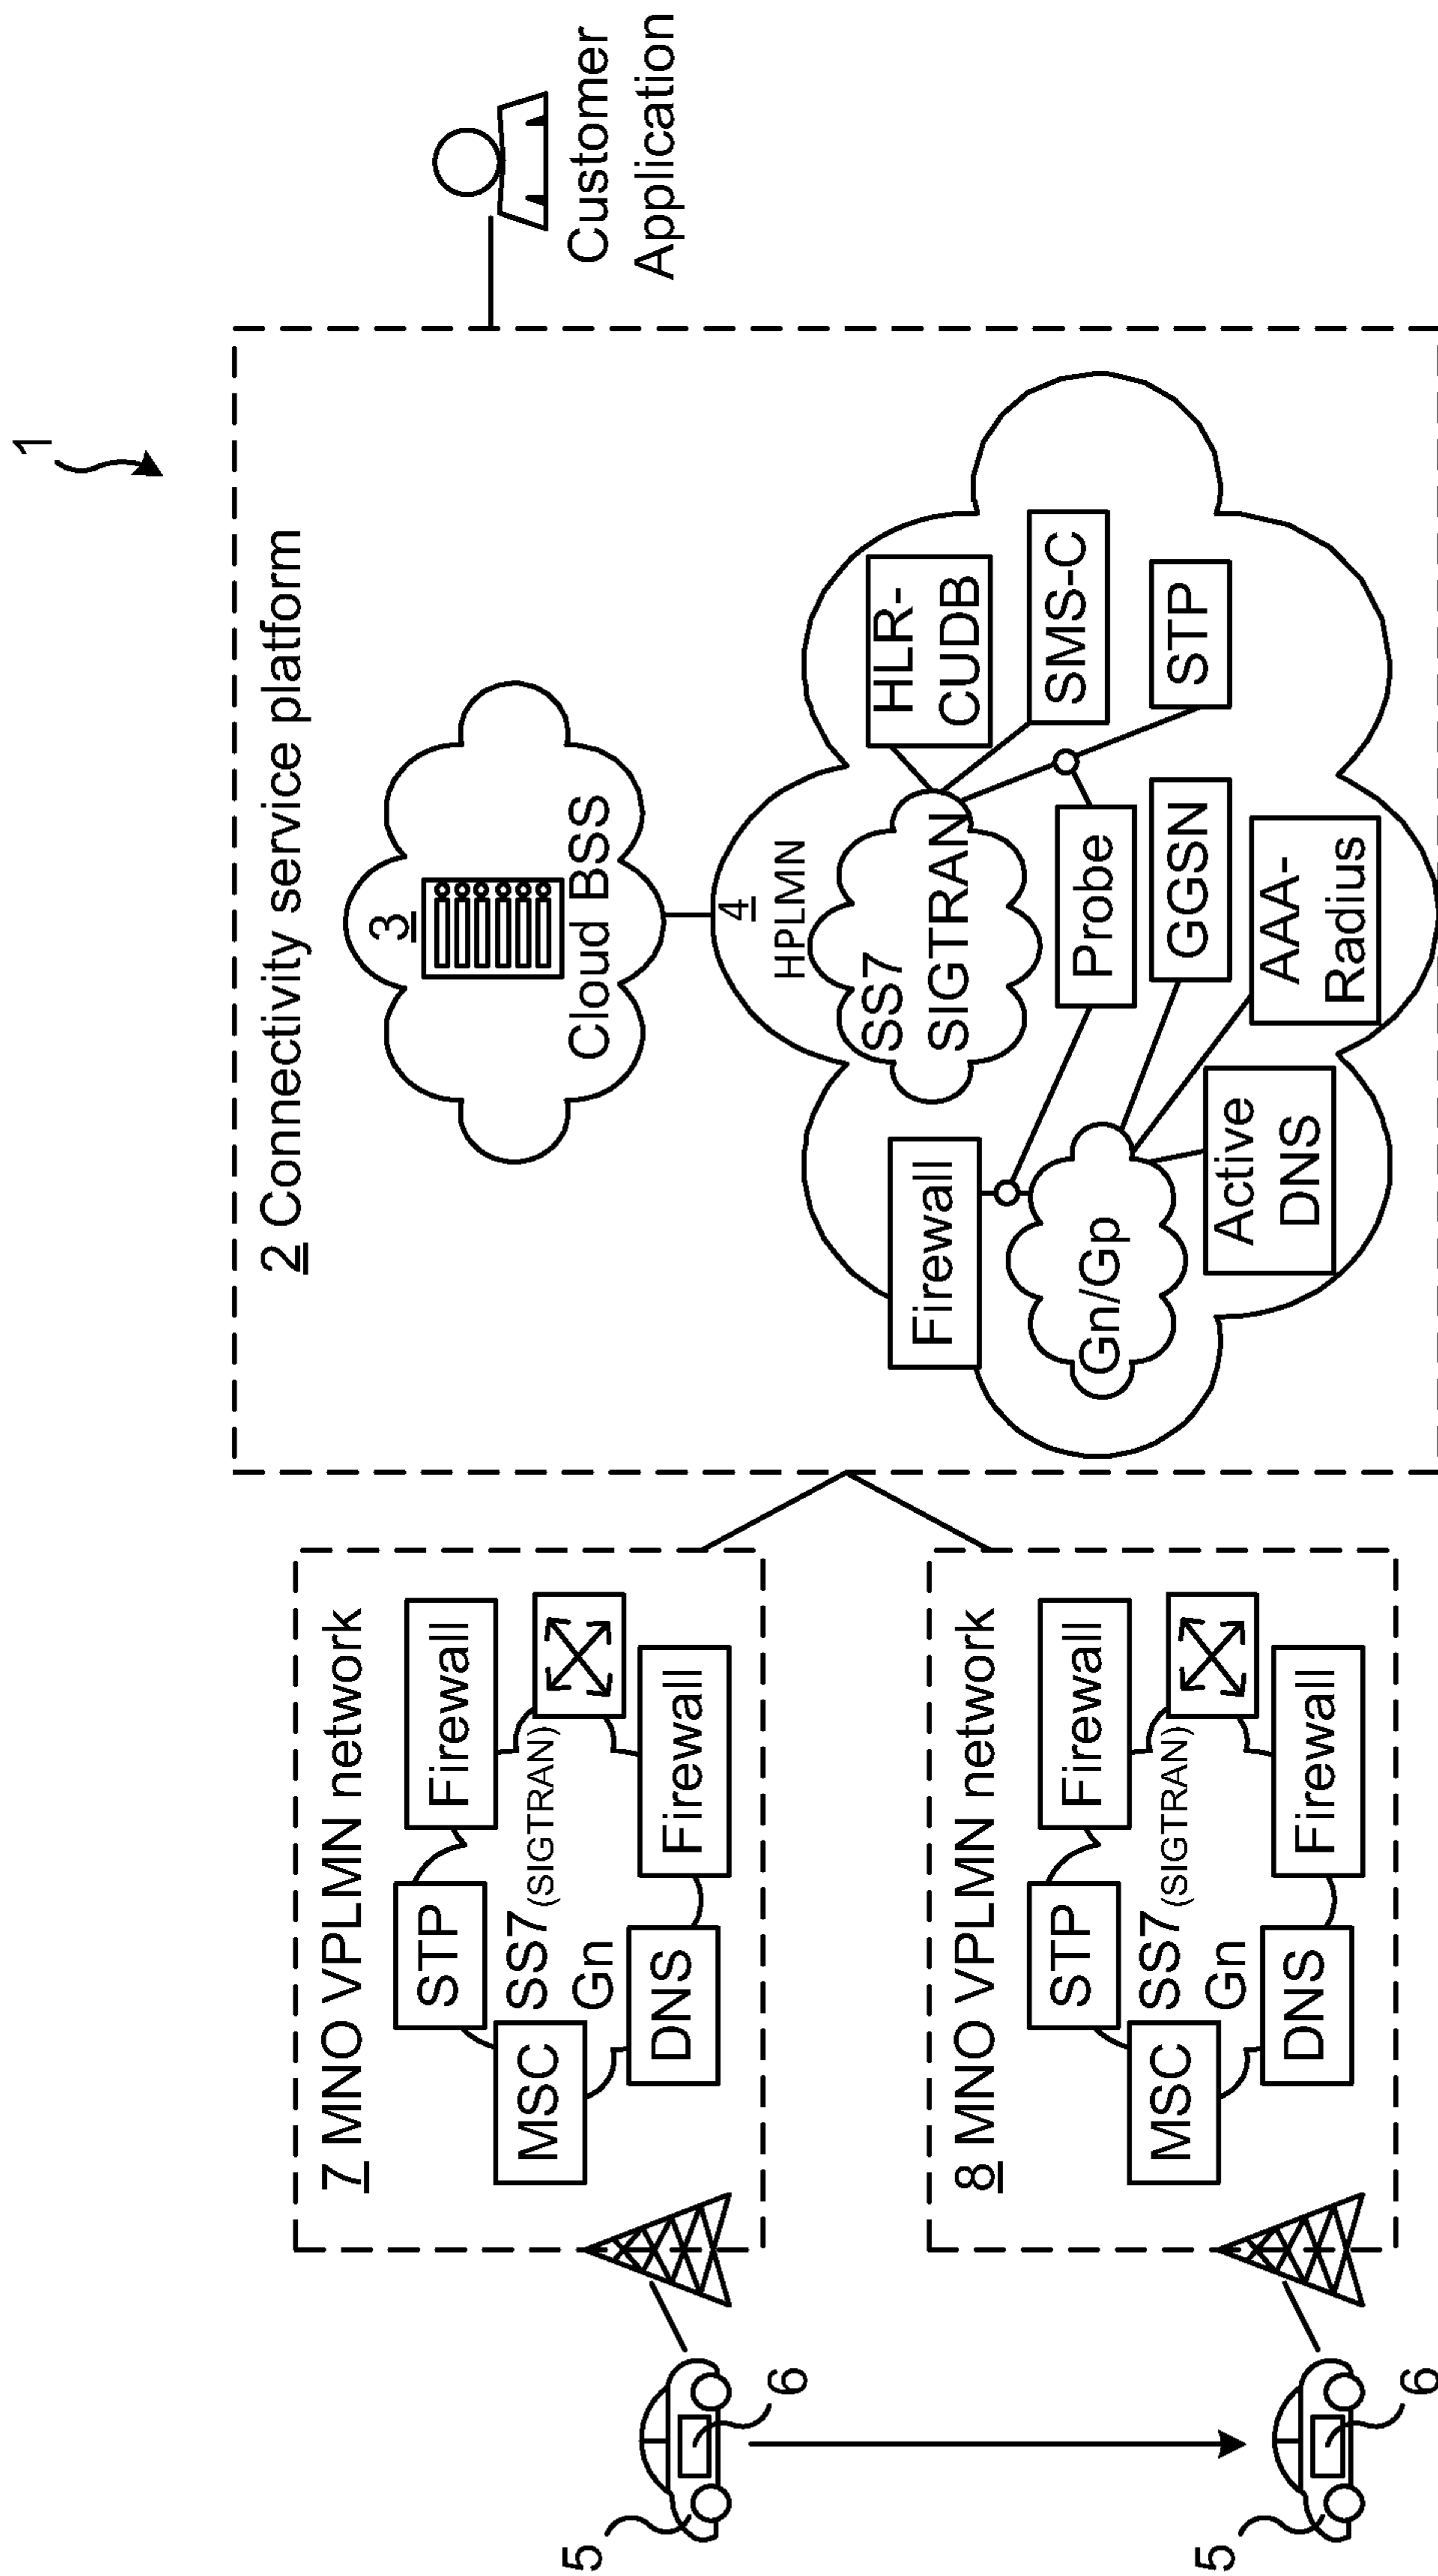 1
2 Connectivity service platform
3
Cloud BSS
4
HPLMN
SS7
SIGTRAN
HLR-
CUDB
SMS-C
STP
Probe
GGSN
AAA-
Radius
Active
DNS
Firewall
Gn/Gp
Customer
Application
7 MNO VPLMN network
Firewall
STP
SS7(SIGTRAN)
MSC
Gn
DNS
Firewall
8 MNO VPLMN network
Firewall
STP
SS7(SIGTRAN)
MSC
Gn
DNS
Firewall
5
6
5
6